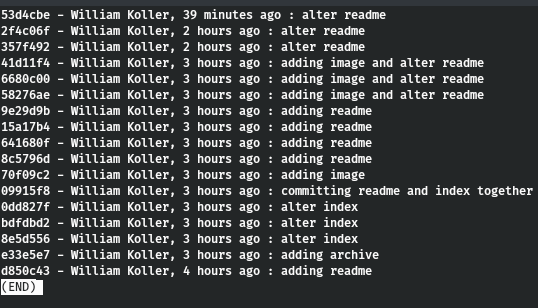 53d4cbe - William Koller, 39 minutes ago : alter readme
2f4c06f - William Koller, 2 hours ago : alter readme
357f492 - William Koller, 2 hours ago : alter readme
41d11f4 - William Koller, 3 hours ago : adding image and alter readme
6680c00 - William Koller, 3 hours ago : adding image and alter readme
58276ae - William Koller, 3 hours ago : adding image and alter readme
9e29d9b - William Koller, 3 hours ago : adding readme
15a17b4 - William Koller, 3 hours ago : adding readme
641680f - William Koller, 3 hours ago : adding readme
8c5796d - William Koller, 3 hours ago : adding readme
70f09c2 - William Koller, 3 hours ago : adding image
09915f8 - William Koller, 3 hours ago : committing readme and index together
0dd827f - William Koller, 3 hours ago : alter index
bdfdbd2 - William Koller, 3 hours ago : alter index
8e5d556 - William Koller, 3 hours ago : alter index
e33e5e7 - William Koller, 3 hours ago : adding archive
d850c43 - William Koller, 4 hours ago : adding readme
(END)